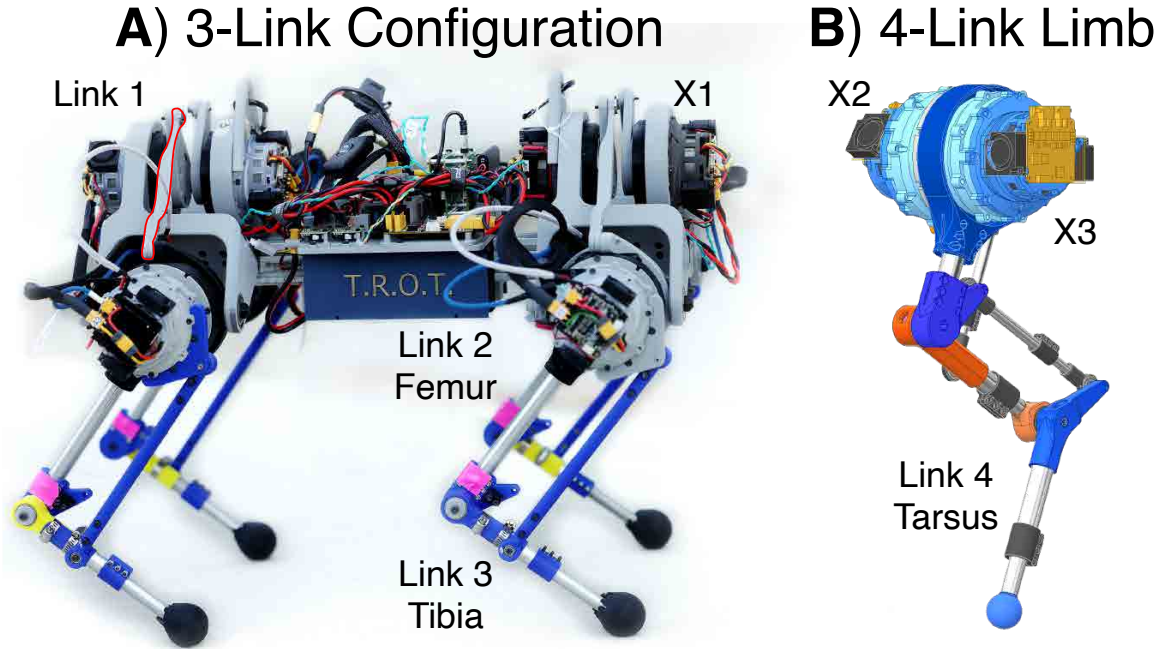 A) 3-Link Configuration
B) 4-Link Limb
Link 1
X1
X2
X3
T.R.O.T.
Link 2
Femur
Link 4
Tarsus
Link 3
Tibia